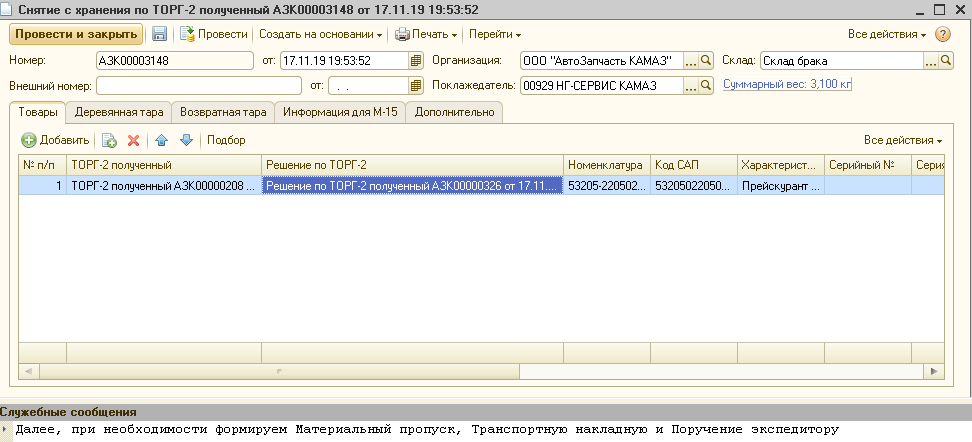 Снятие с хранения по ТОРГ-2 полученный АЗК00003148 от 17.11.19 19:53:52
Провести и закрыть Провести Создать на основании Печать Перейти Все действия
Номер: АЗК00003148 от: 17.11.19 19:53:52 Организация: ООО "АвтоЗапчасть КАМАЗ" Склад: Склад брака
Внешний номер: от: . . Поклажедатель: 00929 НГ-СЕРВИС КАМАЗ Суммарный вес: 3,100 кг
Товары Деревянная тара Возвратная тара Информация для М-15 Дополнительно
Добавить Подбор Все действия
№ п/п ТОРГ-2 полученный Решение по ТОРГ-2 Номенклатура Код САП Характерист... Серийный № Серия
1 ТОРГ-2 полученный АЗК00000208 ... Решение по ТОРГ-2 полученный АЗК00000326 от 17.11.... 53205-220502... 53205022050... Прейскурант ...
Служебные сообщения
Далее, при необходимости формируем Материальный пропуск, Транспортную накладную и Поручение экспедитору